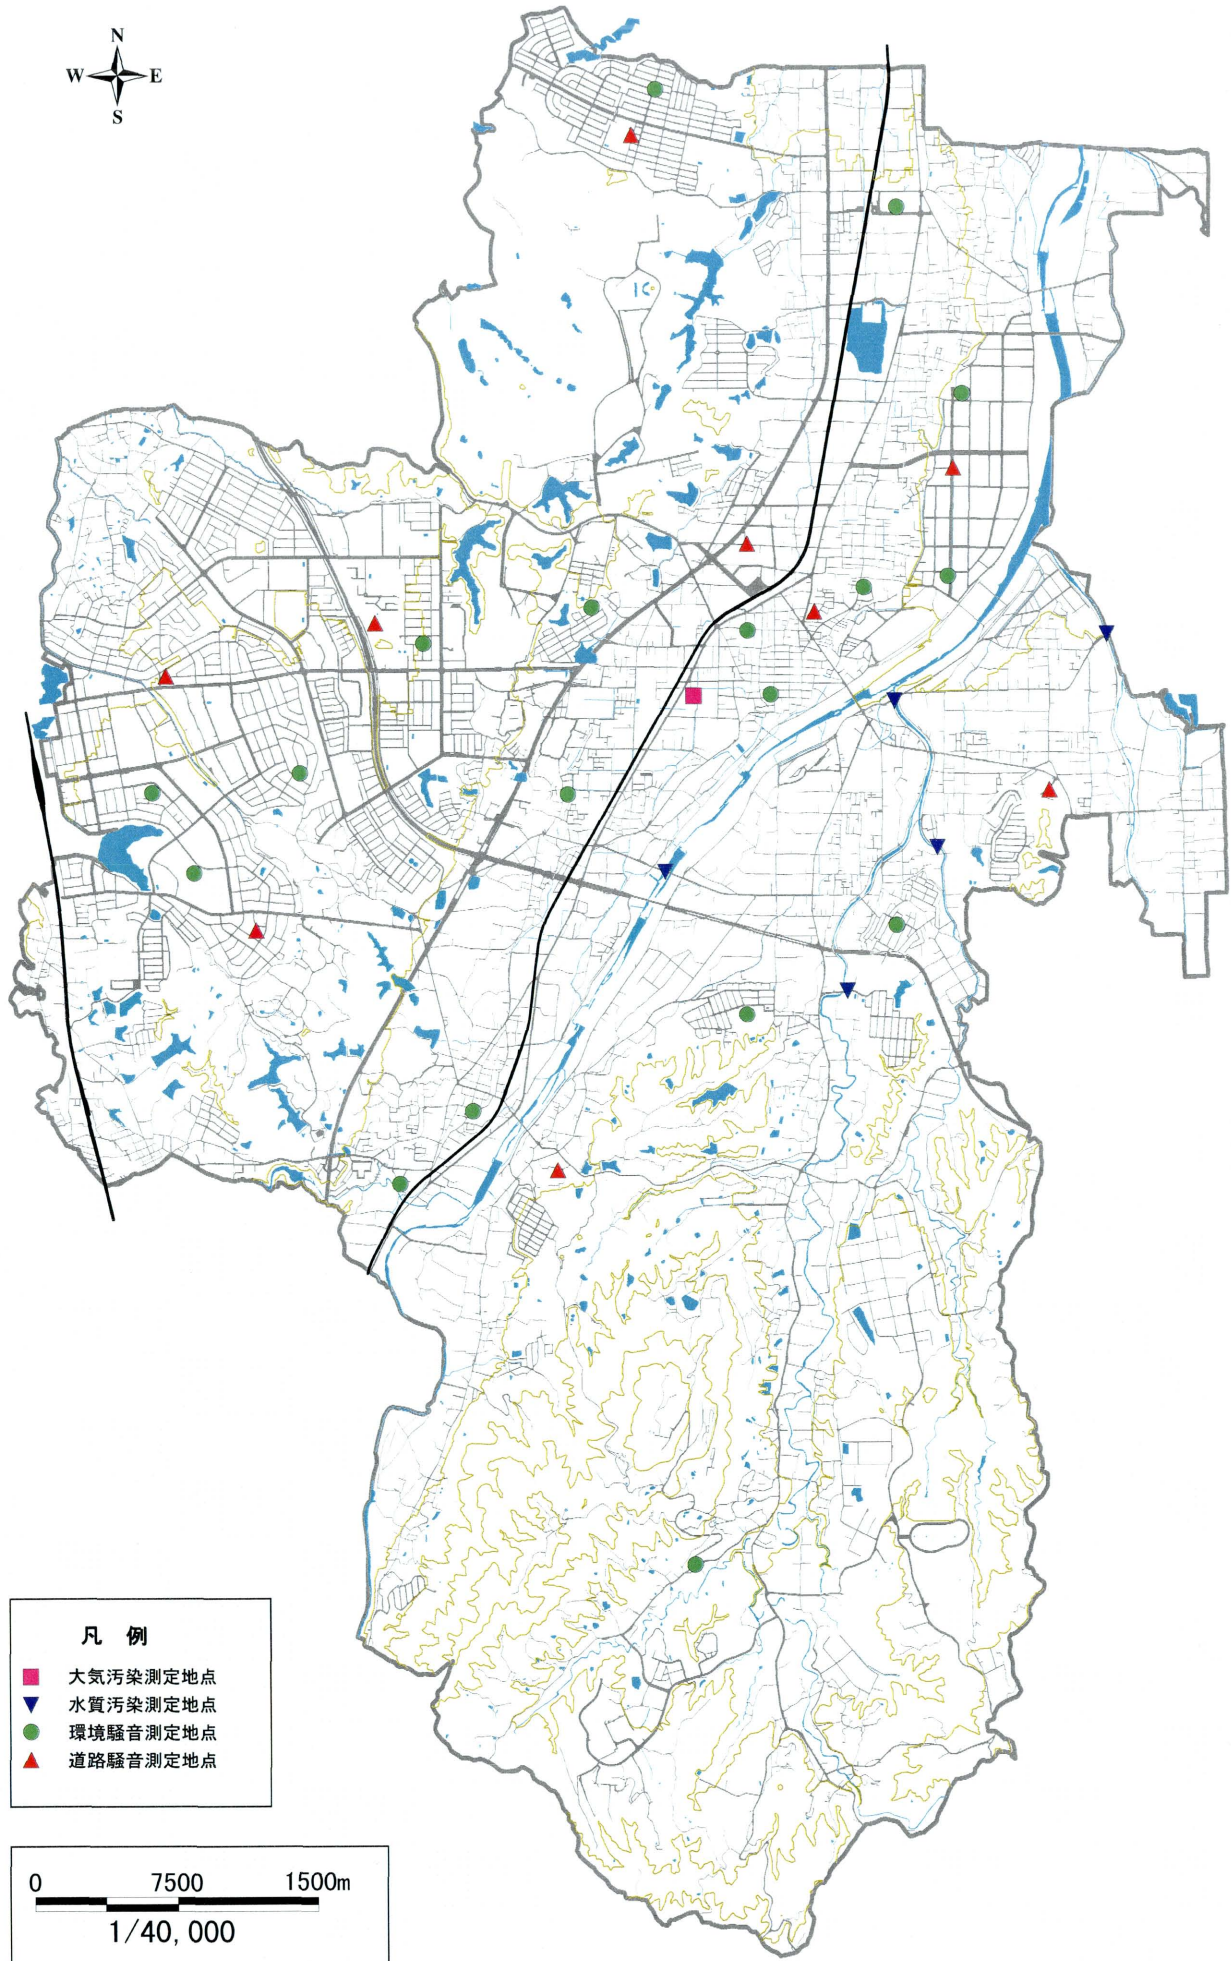 N
W E
S
凡 例
大気汚染測定地点
水質汚染測定地点
環境騒音測定地点
道路騒音測定地点
0 7500 1500m
1/40,000